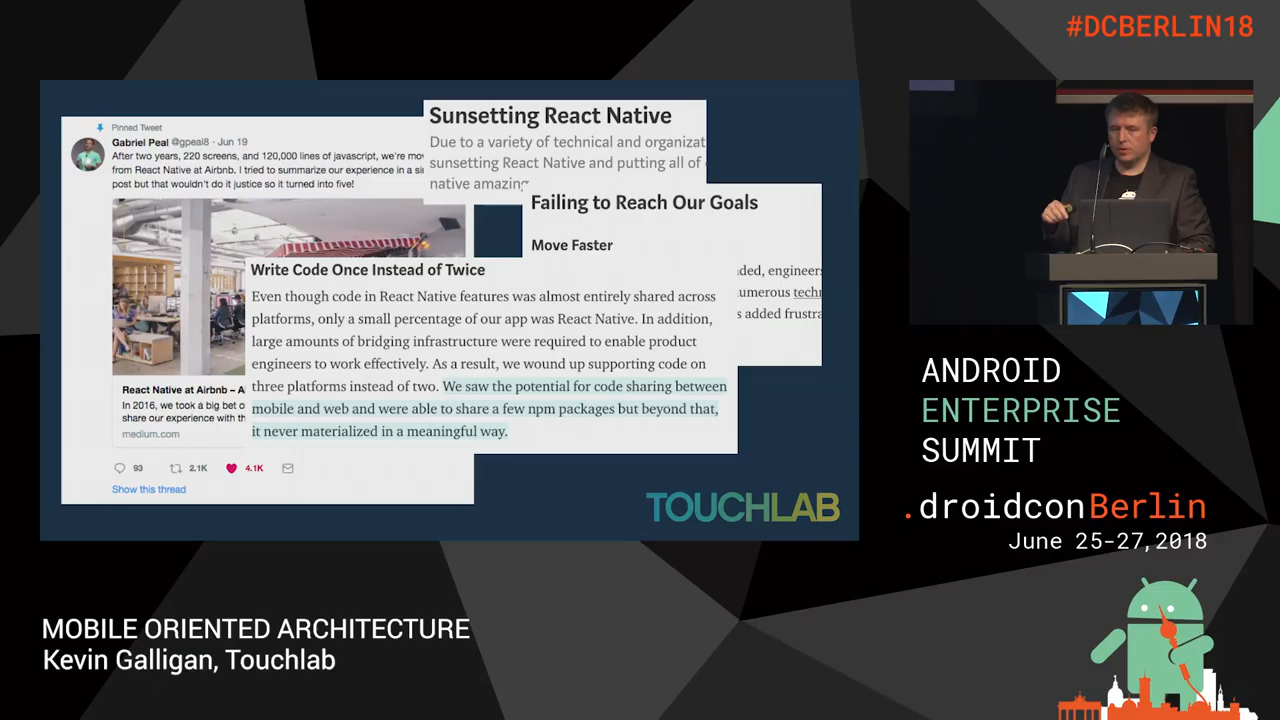 #DCBERLIN18
Pinned Tweet
Gabriel Peal @gpeal8 · Jun 19
After two years, 220 screens, and 120,000 lines of javascript, we're mov
from React Native at Airbnb. I tried to summarize our experience in a si
post but that wouldn't do it justice so it turned into five!
React Native at Airbnb – A
In 2016, we took a big bet o
share our experience with th
medium.com
93 2.1K 4.1K
Show this thread
Sunsetting React Native
Due to a variety of technical and organizat
sunsetting React Native and putting all of
native amazing
Failing to Reach Our Goals
Move Faster
ded, engineers
umerous techn
s added frustra
Write Code Once Instead of Twice
Even though code in React Native features was almost entirely shared across
platforms, only a small percentage of our app was React Native. In addition,
large amounts of bridging infrastructure were required to enable product
engineers to work effectively. As a result, we wound up supporting code on
three platforms instead of two. We saw the potential for code sharing between
mobile and web and were able to share a few npm packages but beyond that,
it never materialized in a meaningful way.
TOUCHLAB
ANDROID
ENTERPRISE
SUMMIT
.droidconBerlin
June 25-27,2018
MOBILE ORIENTED ARCHITECTURE
Kevin Galligan, Touchlab